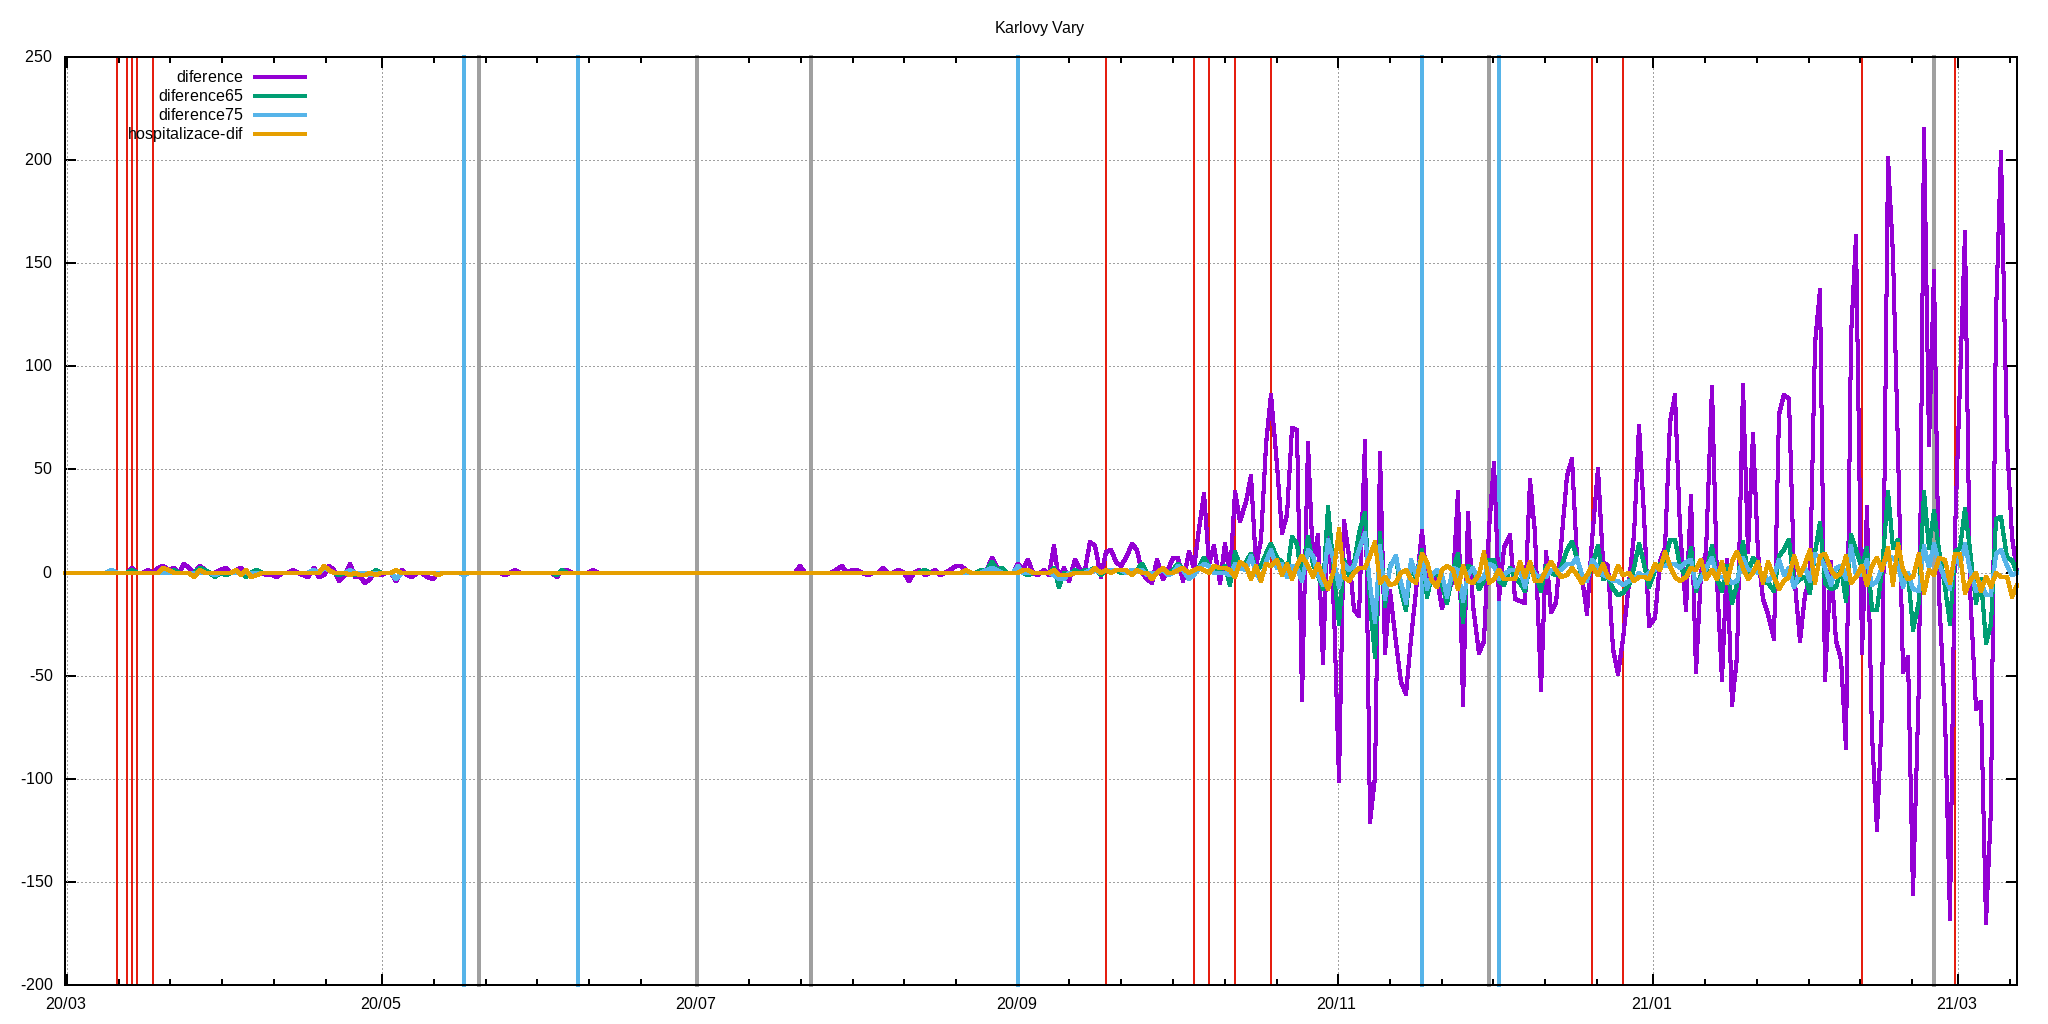 Karlovy Vary
250
diference
diference65
diference75
hospitalizace-dif
200
150
100
50
0
-50
-100
-150
-200
20/03 20/05 20/07 20/09 20/11 21/01 21/03